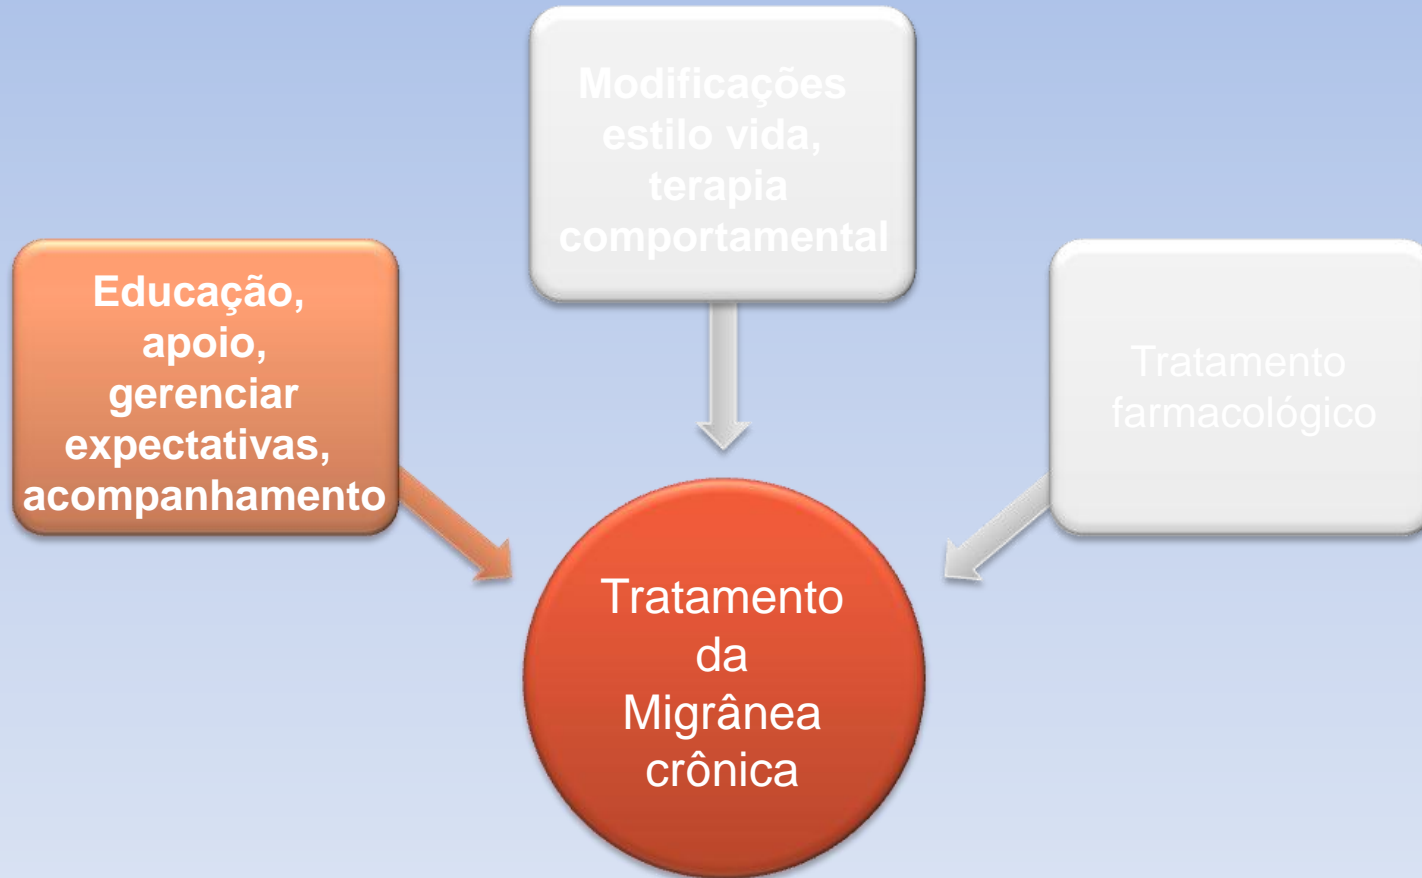 Modificações
estilo vida,
terapia
comportamental
Educação,
apoio,
gerenciar
expectativas,
acompanhamento
Tratamento
farmacológico
Tratamento
da
Migrânea
crônica